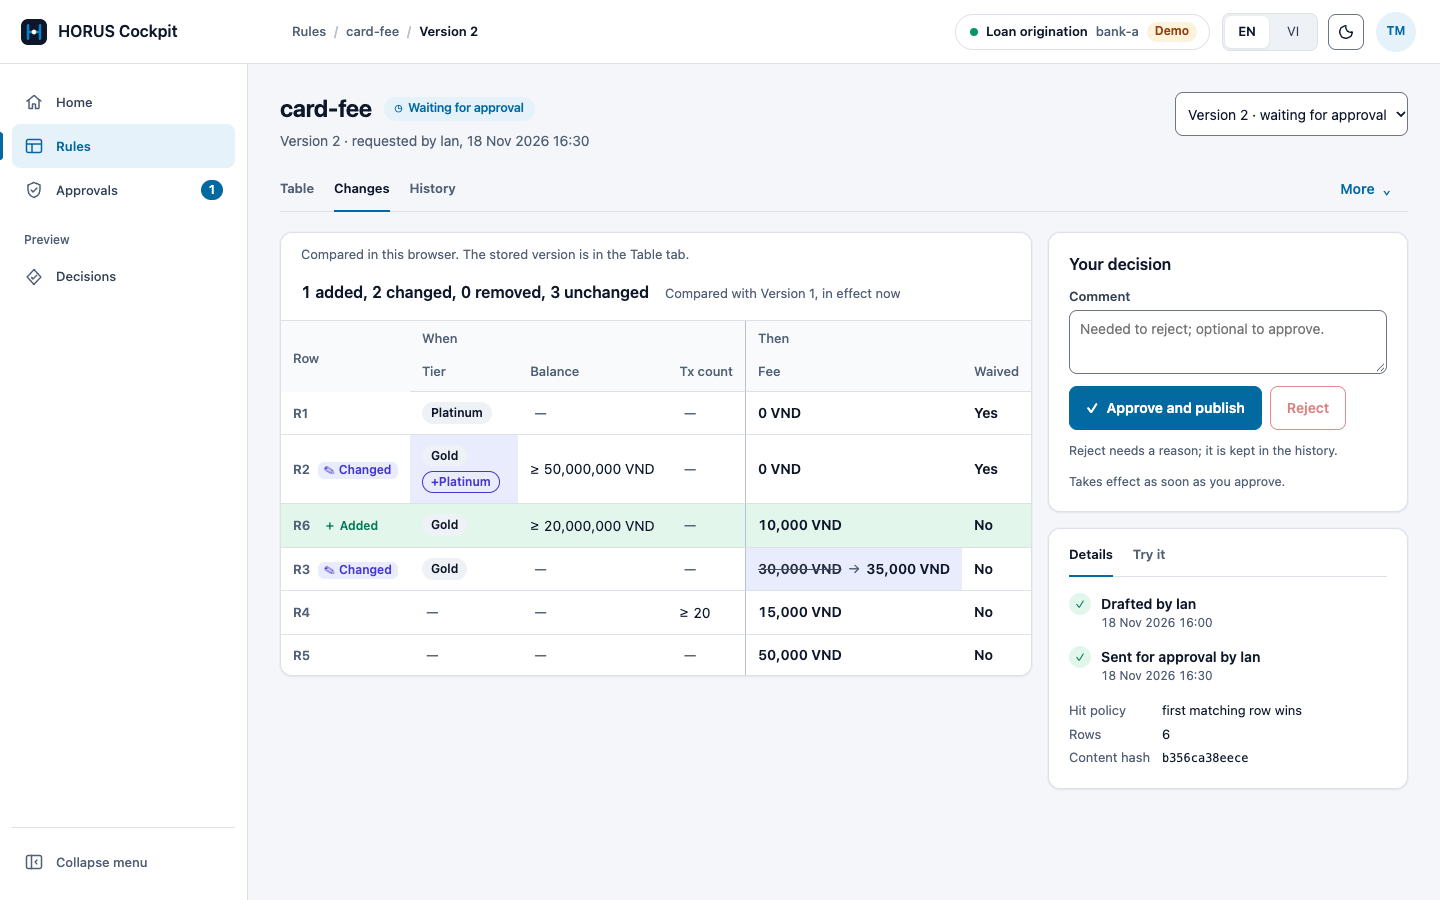 HORUS Cockpit
Rules / card-fee / Version 2
Loan origination bank-a Demo
EN VI
TM
Home
Rules
Approvals 1
Preview
Decisions
Collapse menu
card-fee Waiting for approval
Version 2 · requested by lan, 18 Nov 2026 16:30
Version 2 · waiting for approval
Table Changes History
More
Compared in this browser. The stored version is in the Table tab.
1 added, 2 changed, 0 removed, 3 unchanged Compared with Version 1, in effect now
When Then
Row
Tier Balance Tx count Fee Waived
R1 Platinum — — 0 VND Yes
R2 ✎ Changed Gold +Platinum ≥ 50,000,000 VND — 0 VND Yes
R6 + Added Gold ≥ 20,000,000 VND — 10,000 VND No
R3 ✎ Changed Gold — — 30,000 VND → 35,000 VND No
R4 — — ≥ 20 15,000 VND No
R5 — — — 50,000 VND No
Your decision
Comment
Needed to reject; optional to approve.
✓ Approve and publish Reject
Reject needs a reason; it is kept in the history.
Takes effect as soon as you approve.
Details Try it
Drafted by lan
18 Nov 2026 16:00
Sent for approval by lan
18 Nov 2026 16:30
Hit policy first matching row wins
Rows 6
Content hash b356ca38eece